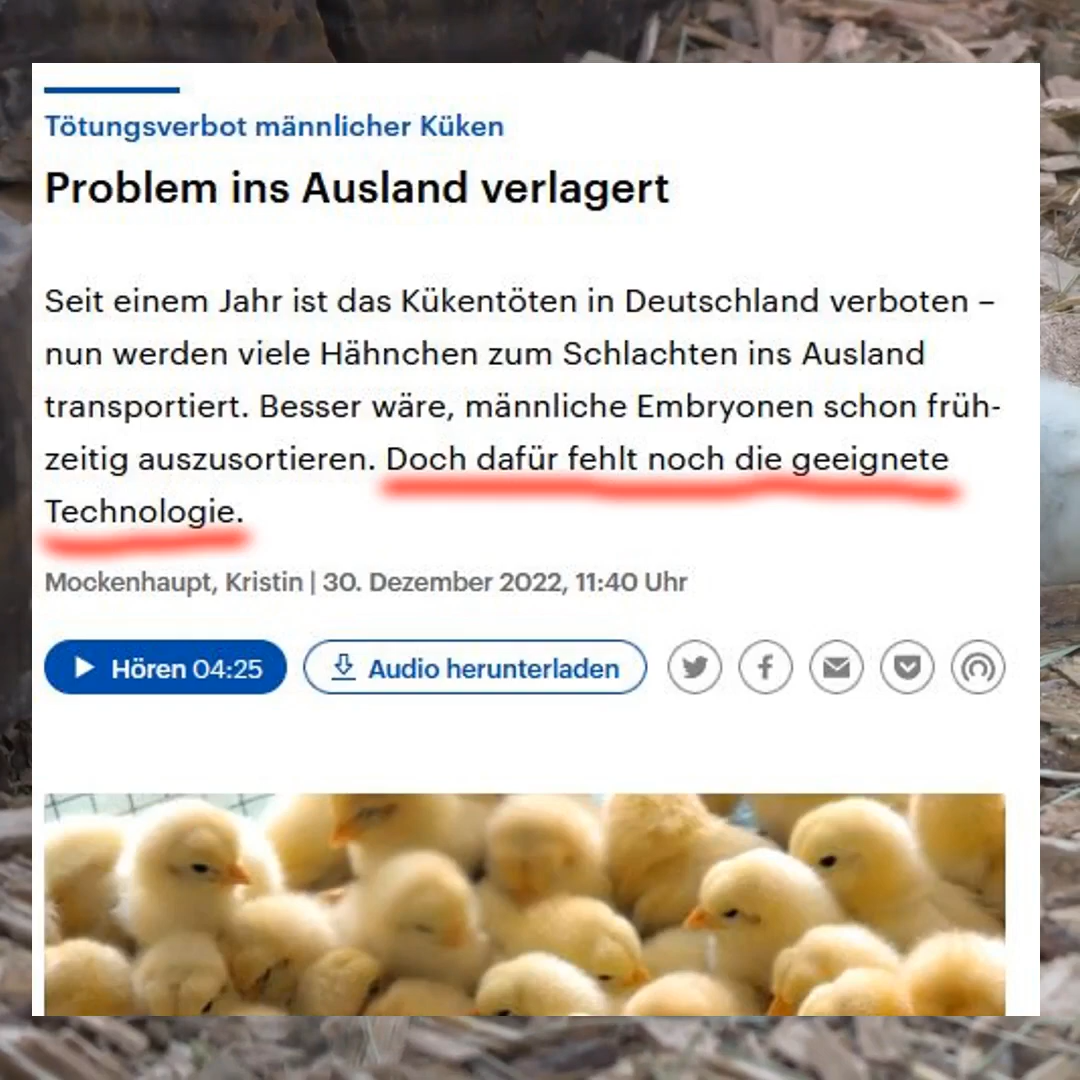 Tötungsverbot männlicher Küken
Problem ins Ausland verlagert
Seit einem Jahr ist das Kükentöten in Deutschland verboten –
nun werden viele Hähnchen zum Schlachten ins Ausland
transportiert. Besser wäre, männliche Embryonen schon früh-
zeitig auszusortieren. Doch dafür fehlt noch die geeignete
Technologie.
Mockenhaupt, Kristin | 30. Dezember 2022, 11:40 Uhr
Hören 04:25 Audio herunterladen